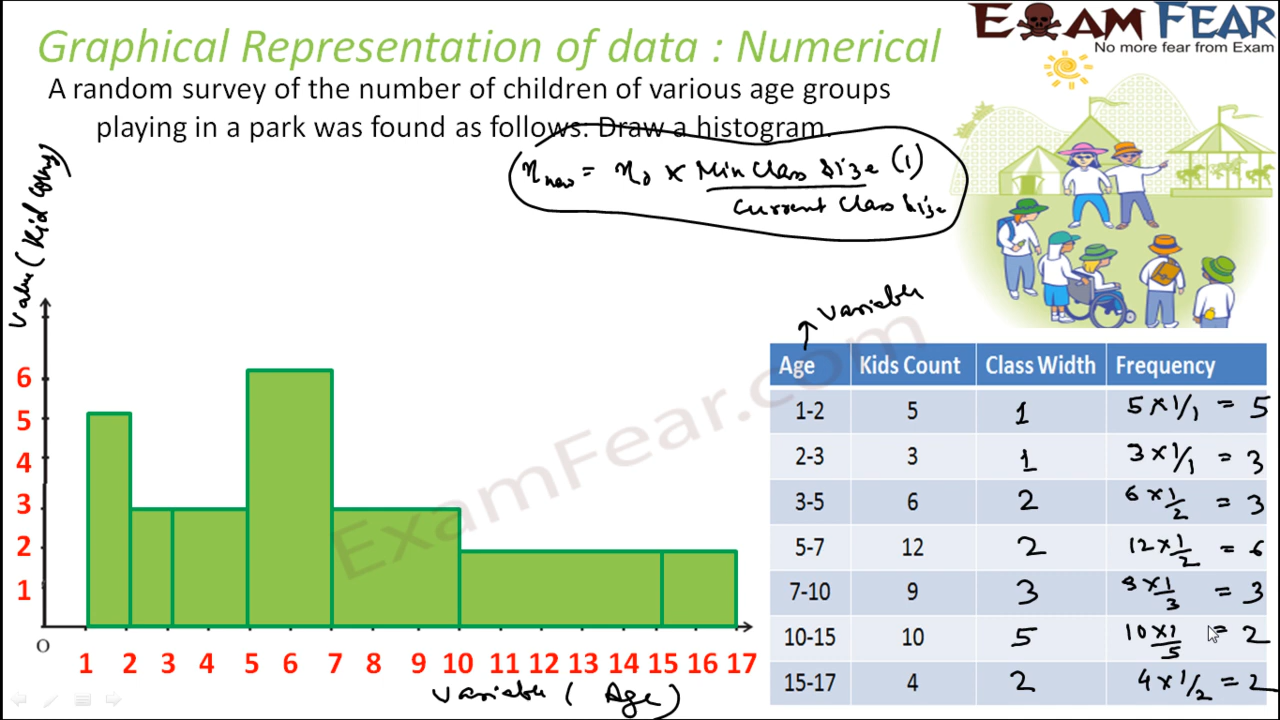 Graphical Representation of data : Numerical
EXAM FEAR
No more fear from Exam
A random survey of the number of children of various age groups
playing in a park was found as follows: Draw a histogram.
= × Min Class Size (1)
Current Class Size
Value (Kid
Variable
Age Kids Count Class Width Frequency
1-2 5 1 5 × 1/1 = 5
2-3 3 1 3 × 1/1 = 3
3-5 6 2 6 × 1/2 = 3
5-7 12 2 12 × 1/2 = 6
7-10 9 3 9 × 1/3 = 3
10-15 10 5 10 × 1/5 = 2
15-17 4 2 4 × 1/2 = 2
6
5
4
3
2
1
O
1 2 3 4 5 6 7 8 9 10 11 12 13 14 15 16 17
Variable (Age)
ExamFear.com